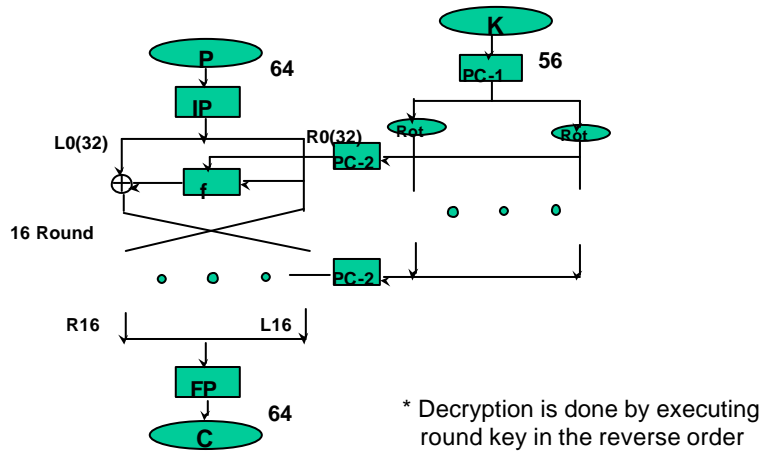 K
P
64
56
PC-1
IP
L0(32)
R0(32)
Rot
Rot
PC-2
f
16 Round
PC-2
R16
L16
FP
64
C
* Decryption is done by executing
round key in the reverse order